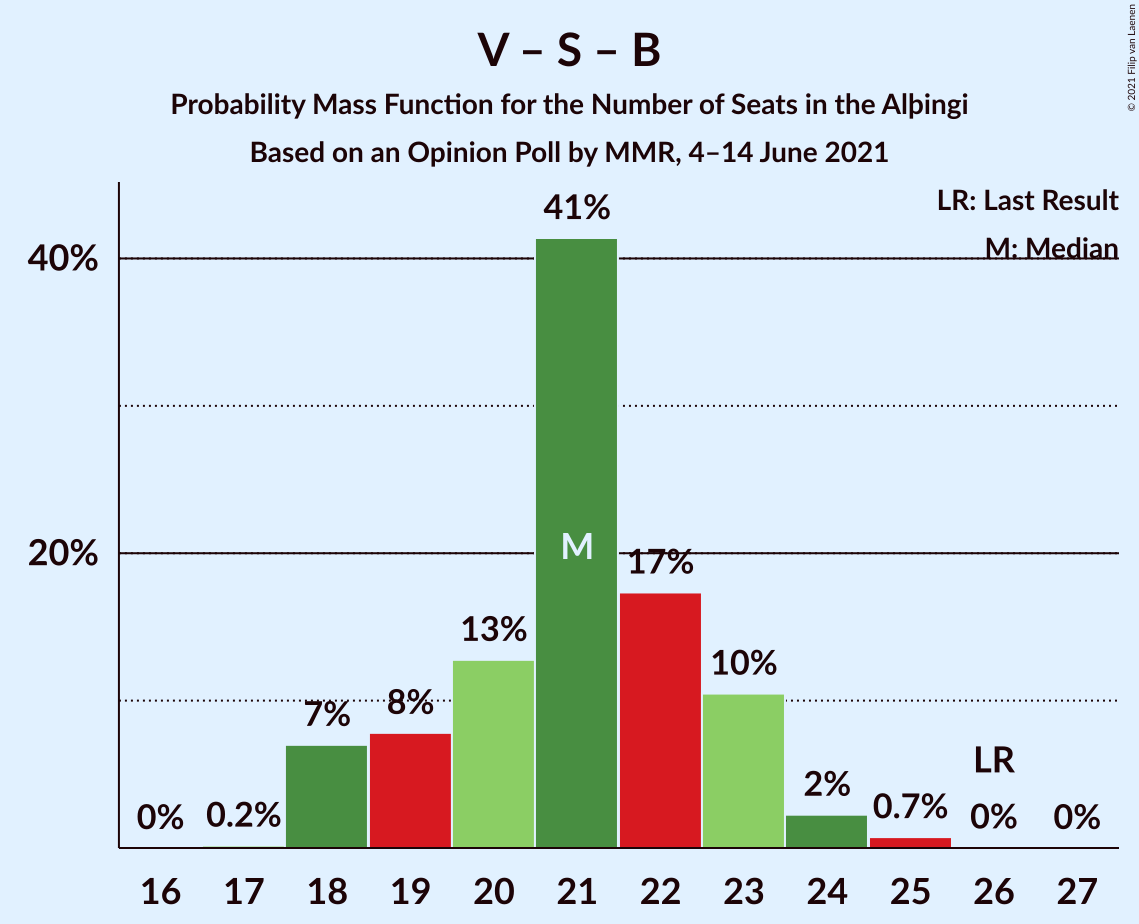 V – S – B
Probability Mass Function for the Number of Seats in the Alþingi
Based on an Opinion Poll by MMR, 4–14 June 2021
© 2021 Filip van Laenen
LR: Last Result
M: Median
40%
20%
0%
0.2%
7%
8%
13%
41%
M
17%
10%
2%
0.7%
LR
0%
0%
16 17 18 19 20 21 22 23 24 25 26 27